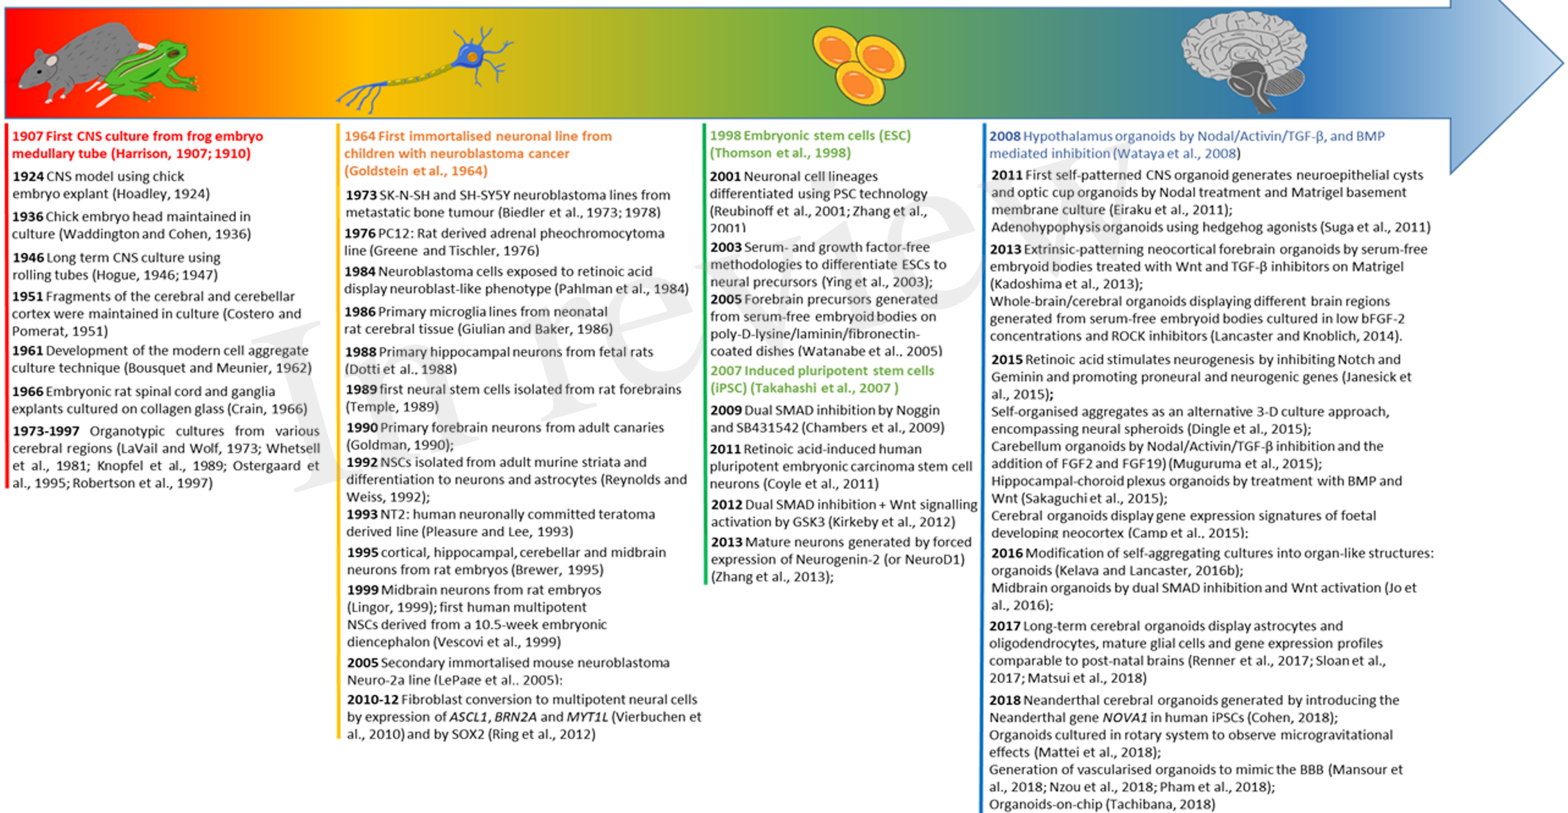 1907 First CNS culture from frog embryo
medullary tube (Harrison, 1907; 1910)
1924 CNS model using chick
embryo explant (Hoadley, 1924)
1936 Chick embryo head maintained in
culture (Waddington and Cohen, 1936)
1946 Long term CNS culture using
rolling tubes (Hogue, 1946; 1947)
1951 Fragments of the cerebral and cerebellar
cortex were maintained in culture (Costero and
Pomerat, 1951)
1961 Development of the modern cell aggregate
culture technique (Bousquet and Meunier, 1962)
1966 Embryonic rat spinal cord and ganglia
explants cultured on collagen glass (Crain, 1966)
1973-1997 Organotypic cultures from various
cerebral regions (LaVail and Wolf, 1973; Whetsell
et al., 1981; Knopfel et al., 1989; Ostergaard et
al., 1995; Robertson et al., 1997)
1964 First immortalised neuronal line from
children with neuroblastoma cancer
(Goldstein et al., 1964)
1973 SK-N-SH and SH-SY5Y neuroblastoma lines from
metastatic bone tumour (Biedler et al., 1973; 1978)
1976 PC12: Rat derived adrenal pheochromocytoma
line (Greene and Tischler, 1976)
1984 Neuroblastoma cells exposed to retinoic acid
display neuroblast-like phenotype (Pahlman et al., 1984)
1986 Primary microglia lines from neonatal
rat cerebral tissue (Giulian and Baker, 1986)
1988 Primary hippocampal neurons from fetal rats
(Dotti et al., 1988)
1989 first neural stem cells isolated from rat forebrains
(Temple, 1989)
1990 Primary forebrain neurons from adult canaries
(Goldman, 1990);
1992 NSCs isolated from adult murine striata and
differentiation to neurons and astrocytes (Reynolds and
Weiss, 1992);
1993 NT2: human neuronally committed teratoma
derived line (Pleasure and Lee, 1993)
1995 cortical, hippocampal, cerebellar and midbrain
neurons from rat embryos (Brewer, 1995)
1999 Midbrain neurons from rat embryos
(Lingor, 1999); first human multipotent
NSCs derived from a 10.5-week embryonic
diencephalon (Vescovi et al., 1999)
2005 Secondary immortalised mouse neuroblastoma
Neuro-2a line (LePage et al., 2005);
2010-12 Fibroblast conversion to multipotent neural cells
by expression of ASCL1, BRN2A and MYT1L (Vierbuchen et
al., 2010) and by SOX2 (Ring et al., 2012)
1998 Embryonic stem cells (ESC)
(Thomson et al., 1998)
2001 Neuronal cell lineages
differentiated using PSC technology
(Reubinoff et al., 2001; Zhang et al.,
2001)
2003 Serum- and growth factor-free
methodologies to differentiate ESCs to
neural precursors (Ying et al., 2003);
2005 Forebrain precursors generated
from serum-free embryoid bodies on
poly-D-lysine/laminin/fibronectin-
coated dishes (Watanabe et al., 2005)
2007 Induced pluripotent stem cells
(iPSC) (Takahashi et al., 2007 )
2009 Dual SMAD inhibition by Noggin
and SB431542 (Chambers et al., 2009)
2011 Retinoic acid-induced human
pluripotent embryonic carcinoma stem cell
neurons (Coyle et al., 2011)
2012 Dual SMAD inhibition + Wnt signalling
activation by GSK3 (Kirkeby et al., 2012)
2013 Mature neurons generated by forced
expression of Neurogenin-2 (or NeuroD1)
(Zhang et al., 2013);
2008 Hypothalamus organoids by Nodal/Activin/TGF-β, and BMP
mediated inhibition (Wataya et al., 2008)
2011 First self-patterned CNS organoid generates neuroepithelial cysts
and optic cup organoids by Nodal treatment and Matrigel basement
membrane culture (Eiraku et al., 2011);
Adenohypophysis organoids using hedgehog agonists (Suga et al., 2011)
2013 Extrinsic-patterning neocortical forebrain organoids by serum-free
embryoid bodies treated with Wnt and TGF-β inhibitors on Matrigel
(Kadoshima et al., 2013);
Whole-brain/cerebral organoids displaying different brain regions
generated from serum-free embryoid bodies cultured in low bFGF-2
concentrations and ROCK inhibitors (Lancaster and Knoblich, 2014).
2015 Retinoic acid stimulates neurogenesis by inhibiting Notch and
Geminin and promoting proneural and neurogenic genes (Janesick et
al., 2015);
Self-organised aggregates as an alternative 3-D culture approach,
encompassing neural spheroids (Dingle et al., 2015);
Carebellum organoids by Nodal/Activin/TGF-β inhibition and the
addition of FGF2 and FGF19) (Muguruma et al., 2015);
Hippocampal-choroid plexus organoids by treatment with BMP and
Wnt (Sakaguchi et al., 2015);
Cerebral organoids display gene expression signatures of foetal
developing neocortex (Camp et al., 2015);
2016 Modification of self-aggregating cultures into organ-like structures:
organoids (Kelava and Lancaster, 2016b);
Midbrain organoids by dual SMAD inhibition and Wnt activation (Jo et
al., 2016);
2017 Long-term cerebral organoids display astrocytes and
oligodendrocytes, mature glial cells and gene expression profiles
comparable to post-natal brains (Renner et al., 2017; Sloan et al.,
2017; Matsui et al., 2018)
2018 Neanderthal cerebral organoids generated by introducing the
Neanderthal gene NOVA1 in human iPSCs (Cohen, 2018);
Organoids cultured in rotary system to observe microgravitational
effects (Mattei et al., 2018);
Generation of vascularised organoids to mimic the BBB (Mansour et
al., 2018; Nzou et al., 2018; Pham et al., 2018);
Organoids-on-chip (Tachibana, 2018)
In review